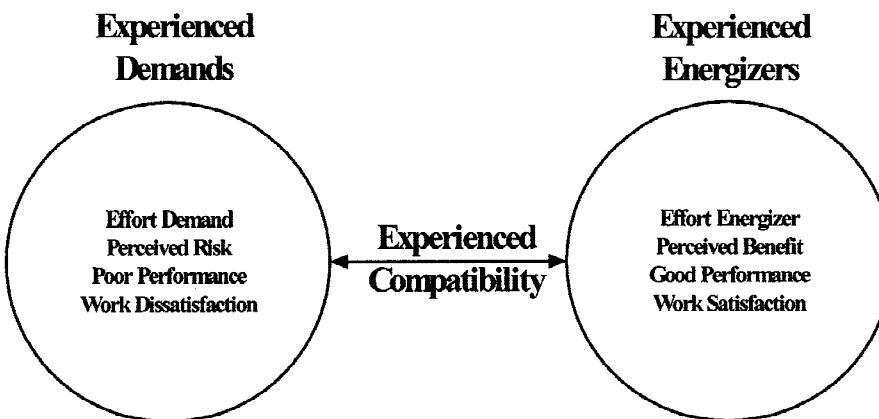 Experienced
Demands
Experienced
Energizers
Effort Demand
Perceived Risk
Poor Performance
Work Dissatisfaction
Experienced
Compatibility
Effort Energizer
Perceived Benefit
Good Performance
Work Satisfaction